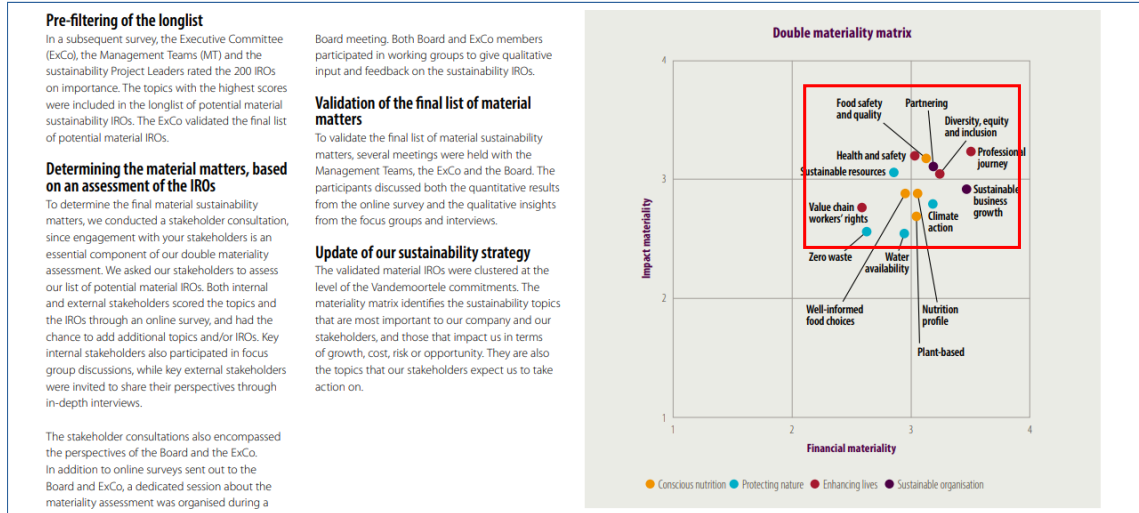 Pre-filtering of the longlist
In a subsequent survey, the Executive Committee
(ExCo), the Management Teams (MT) and the
sustainability Project Leaders rated the 200 IROs
on importance. The topics with the highest scores
were included in the longlist of potential material
sustainability IROs. The ExCo validated the final list
of potential material IROs.
Determining the material matters, based
on an assessment of the IROs
To determine the final material sustainability
matters, we conducted a stakeholder consultation,
since engagement with your stakeholders is an
essential component of our double materiality
assessment. We asked our stakeholders to assess
our list of potential material IROs. Both internal
and external stakeholders scored the topics and
the IROs through an online survey, and had the
chance to add additional topics and/or IROs. Key
internal stakeholders also participated in focus
group discussions, while key external stakeholders
were invited to share their perspectives through
in-depth interviews.
The stakeholder consultations also encompassed
the perspectives of the Board and the ExCo.
In addition to online surveys sent out to the
Board and ExCo, a dedicated session about the
materiality assessment was organised during a
Board meeting. Both Board and ExCo members
participated in working groups to give qualitative
input and feedback on the sustainability IROs.
Validation of the final list of material
matters
To validate the final list of material sustainability
matters, several meetings were held with the
Management Teams, the ExCo and the Board. The
participants discussed both the quantitative results
from the online survey and the qualitative insights
from the focus groups and interviews.
Update of our sustainability strategy
The validated material IROs were clustered at the
level of the Vandemoortele commitments. The
materiality matrix identifies the sustainability topics
that are most important to our company and our
stakeholders, and those that impact us in terms
of growth, cost, risk or opportunity. They are also
the topics that our stakeholders expect us to take
action on.
Double materiality matrix
4
3
2
1
Impact materiality
Food safety
and quality
Partnering
Diversity, equity
and inclusion
Health and safety
Professional
journey
Sustainable resources
Sustainable
business
growth
Value chain
workers' rights
Climate
action
Zero waste
Water
availability
Well-informed
food choices
Nutrition
profile
Plant-based
1 2 3 4
Financial materiality
Conscious nutrition Protecting nature Enhancing lives Sustainable organisation